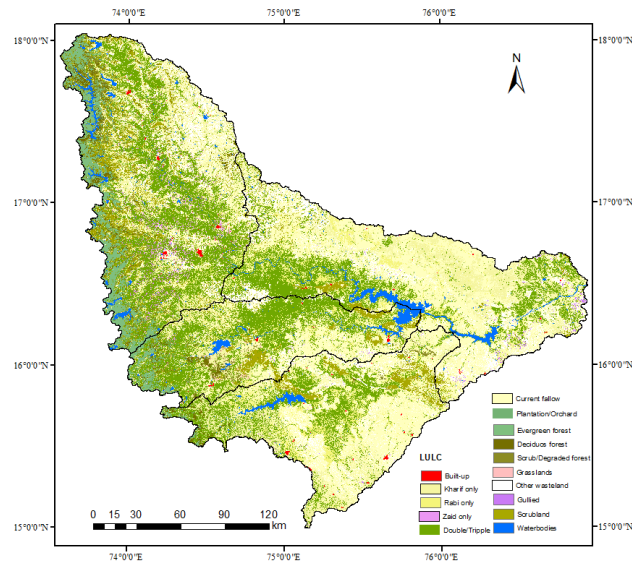 74°0'0"E 75°0'0"E 76°0'0"E
18°0'0"N 18°0'0"N
N
17°0'0"N 17°0'0"N
16°0'0"N 16°0'0"N
15°0'0"N 15°0'0"N
LULC
Built-up
Kharif only
Rabi only
Zaid only
Double/Tripple
Current fallow
Plantation/Orchard
Evergreen forest
Deciduos forest
Scrub/Degraded forest
Grasslands
Other wasteland
Gullied
Scrubland
Waterbodies
0 15 30 60 90 120
km
74°0'0"E 75°0'0"E 76°0'0"E